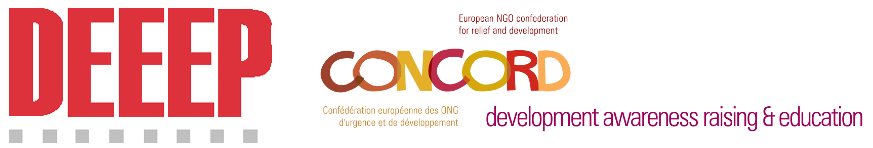 DEEEP
European NGO confederation
for relief and development
CONCORD
Confédération européenne des ONG
d'urgence et de développement
development awareness raising & education